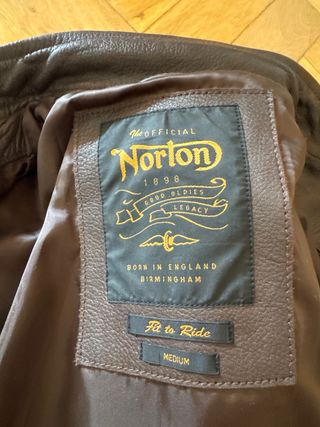 The OFFICIAL
Norton
1898
GOOD OLDIES
LEGACY
BORN IN ENGLAND
BIRMINGHAM
Fit to Ride
MEDIUM